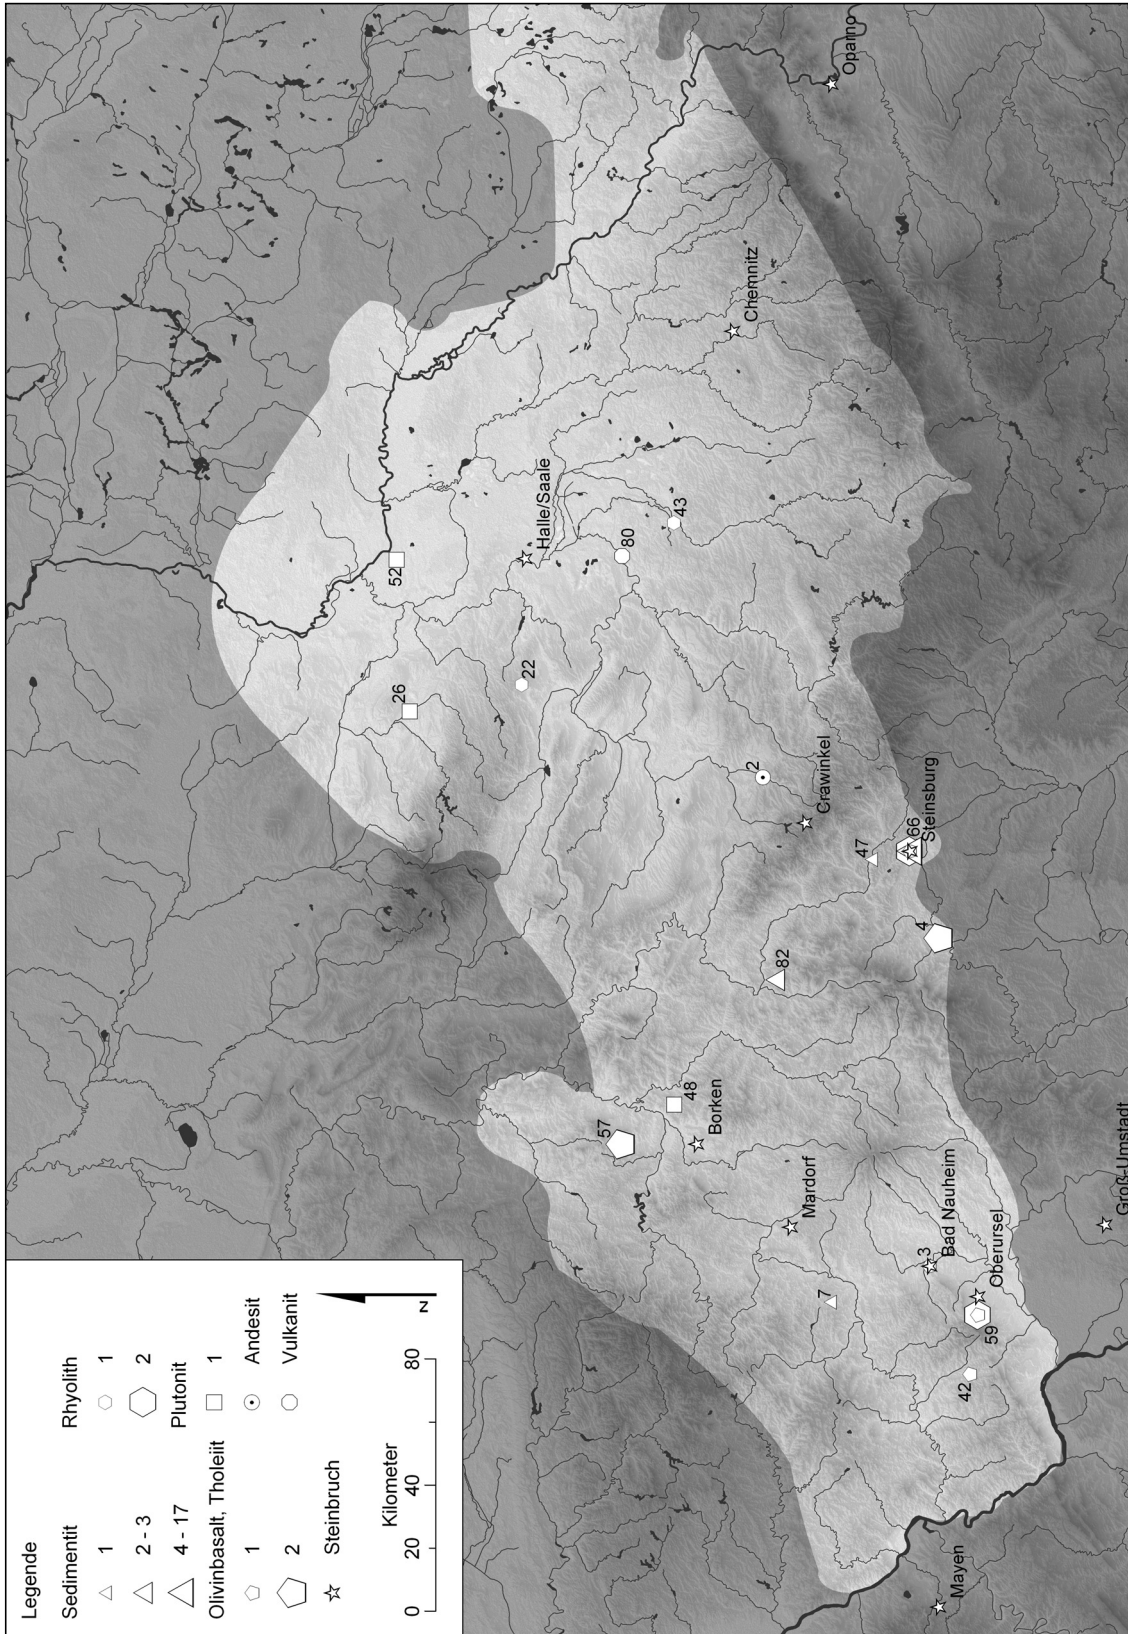 Legende
Sedimentit
1
2 - 3
4 - 17
Olivinbasalt, Tholeiit
1
2
Steinbruch
Rhyolith
1
2
Plutonit
1
Andesit
Vulkanit
Kilometer
0 20 40 80
N
52
26
22
Halle/Saale
80
43
Chemnitz
Oparno
2
Crawinkel
47
66
Steinsburg
4
82
57
48
Borken
Mardorf
7
3
Bad Nauheim
Oberursel
59
42
Groß-Umstadt
Mayen